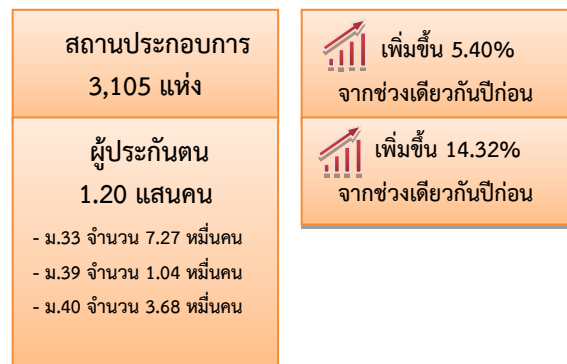 สถานประกอบการ
3,105 แห่ง
เพิ่มขึ้น 5.40%
จากช่วงเดียวกันปีก่อน
ผู้ประกันตน
1.20 แสนคน
- ม.33 จำนวน 7.27 หมื่นคน
- ม.39 จำนวน 1.04 หมื่นคน
- ม.40 จำนวน 3.68 หมื่นคน
เพิ่มขึ้น 14.32%
จากช่วงเดียวกันปีก่อน